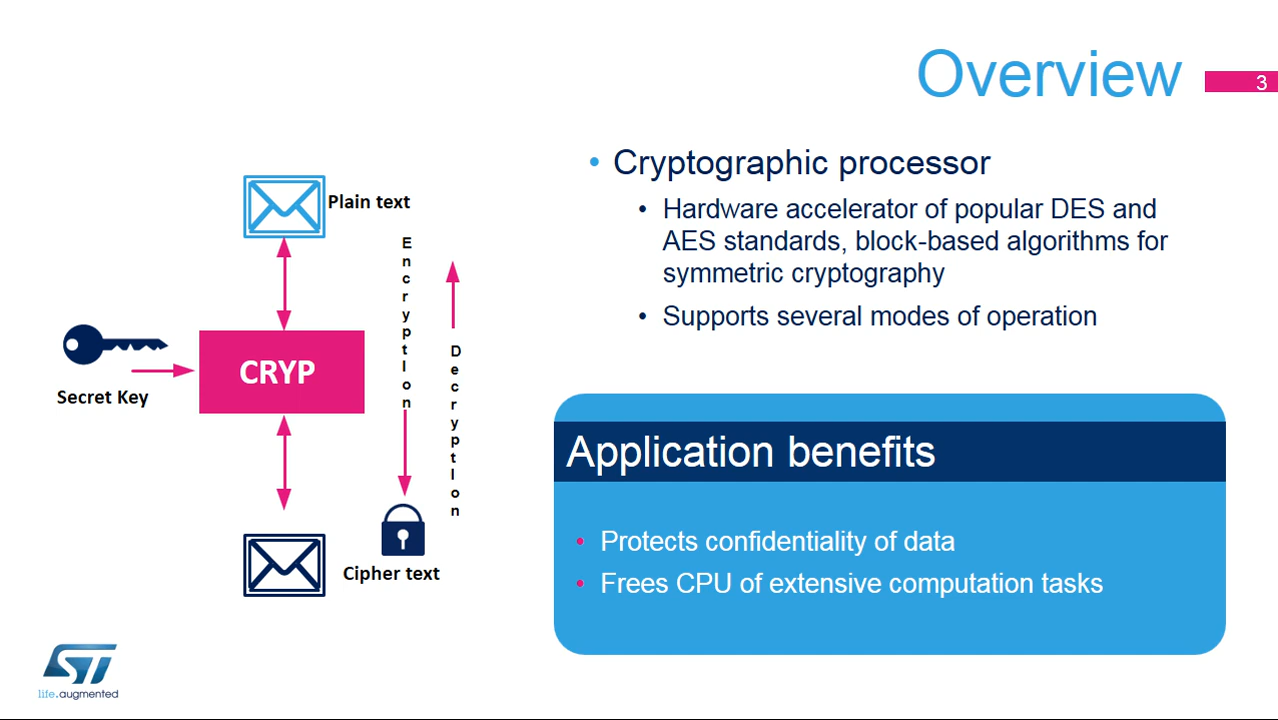 Overview
3
• Cryptographic processor
• Hardware accelerator of popular DES and
AES standards, block-based algorithms for
symmetric cryptography
• Supports several modes of operation
Plain text
Encryption
Decryption
CRYP
Secret Key
Cipher text
Application benefits
• Protects confidentiality of data
• Frees CPU of extensive computation tasks
ST
life.augmented